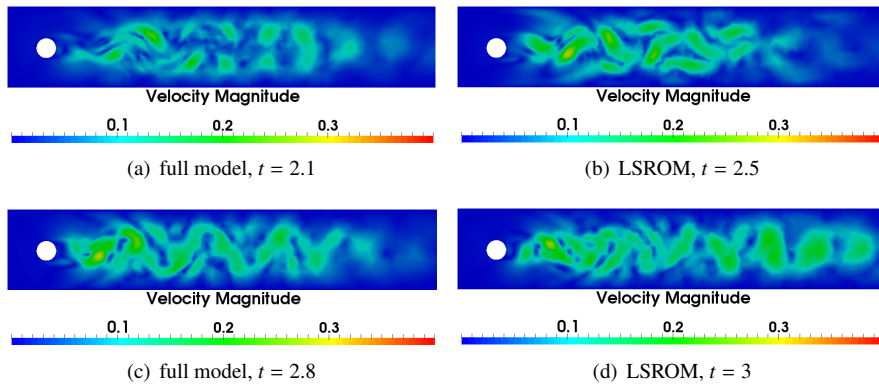 Velocity Magnitude
0.1 0.2 0.3
(a) full model, t = 2.1
Velocity Magnitude
0.1 0.2 0.3
(b) LSROM, t = 2.5
Velocity Magnitude
0.1 0.2 0.3
(c) full model, t = 2.8
Velocity Magnitude
0.1 0.2 0.3
(d) LSROM, t = 3